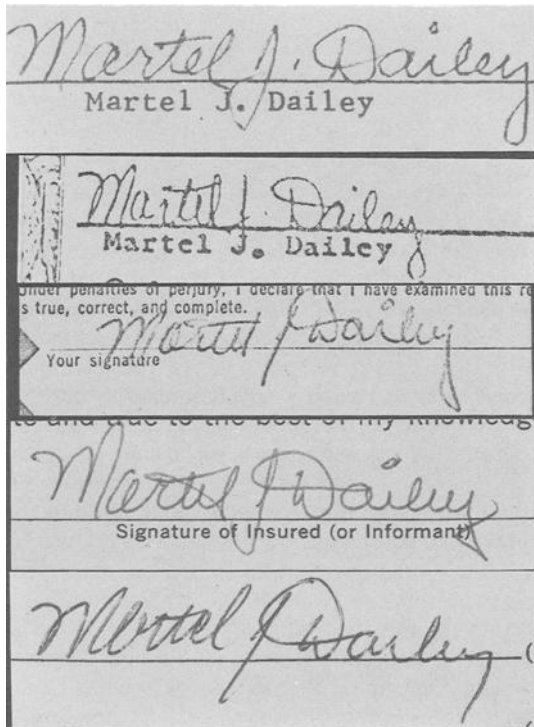 Martel J. Dailey
Martel J. Dailey
Martel J. Dailey
Martel J. Dailey
Under penalties of perjury, I declare that I have examined this re
s true, correct, and complete.
Martel J Dailey
Your signature
te and true to the best of my knowledg
Martel J Dailey
Signature of Insured (or Informant)
Martel J Dailey